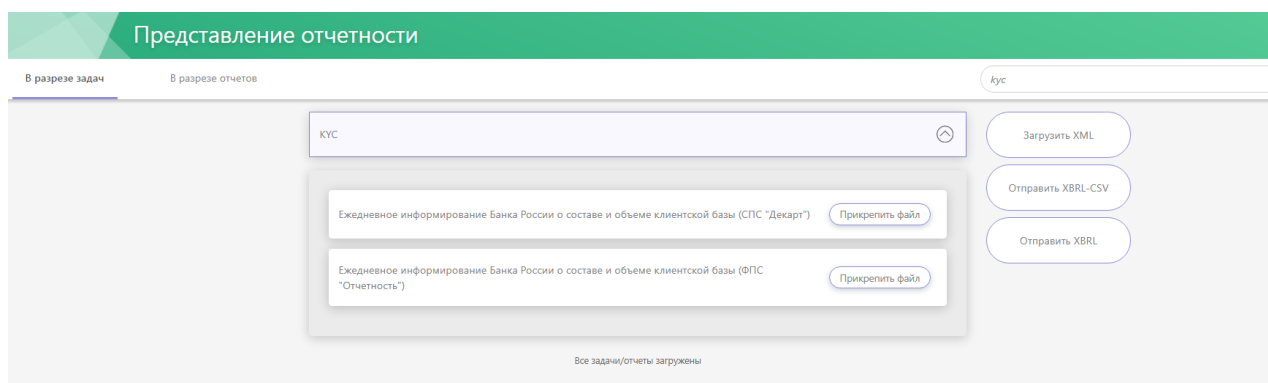 Представление отчетности
В разрезе задач
В разрезе отчетов
kyc
KYC
Загрузить XML
Ежедневное информирование Банка России о составе и объеме клиентской базы (СПС "Декарт")
Прикрепить файл
Отправить XBRL-CSV
Ежедневное информирование Банка России о составе и объеме клиентской базы (ФПС
"Отчетность")
Прикрепить файл
Отправить XBRL
Все задачи/отчеты загружены